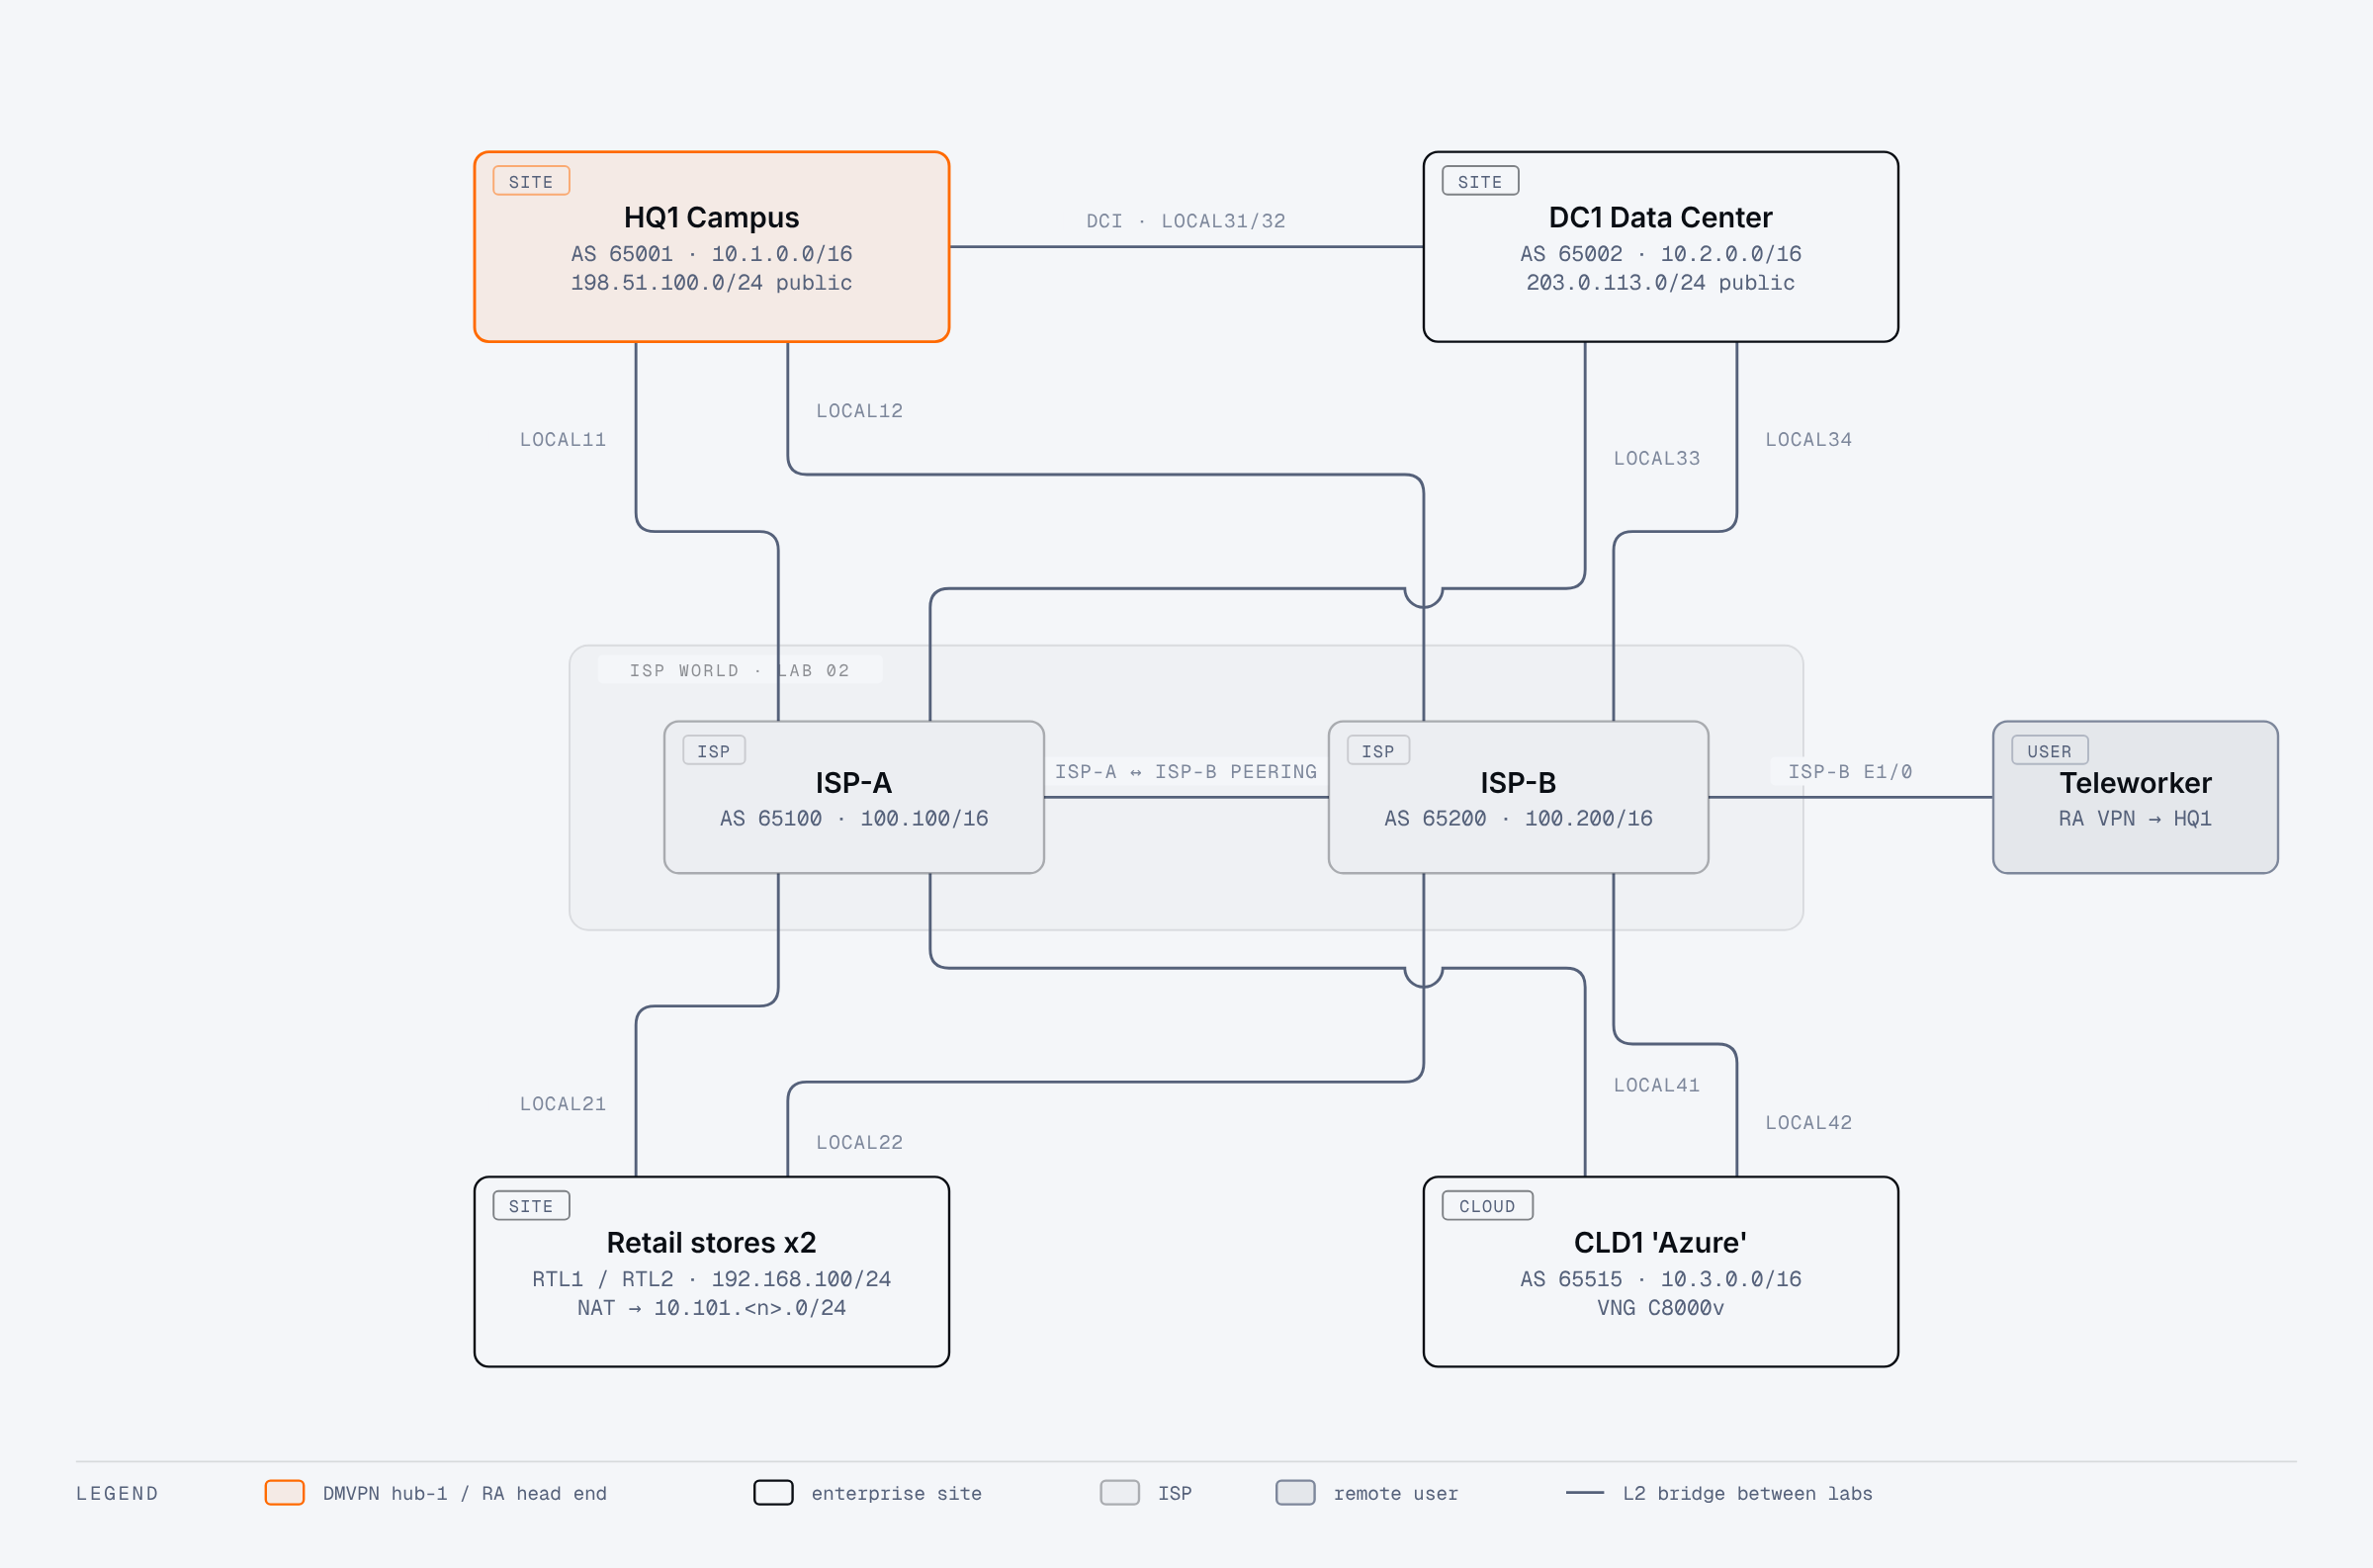 SITE
HQ1 Campus
AS 65001 · 10.1.0.0/16
198.51.100.0/24 public
DCI · LOCAL31/32
SITE
DC1 Data Center
AS 65002 · 10.2.0.0/16
203.0.113.0/24 public
LOCAL11
LOCAL12
LOCAL33
LOCAL34
ISP WORLD · LAB 02
ISP
ISP-A
AS 65100 · 100.100/16
ISP-A ↔ ISP-B PEERING
ISP
ISP-B
AS 65200 · 100.200/16
ISP-B E1/0
USER
Teleworker
RA VPN → HQ1
LOCAL21
LOCAL22
LOCAL41
LOCAL42
SITE
Retail stores x2
RTL1 / RTL2 · 192.168.100/24
NAT → 10.101.<n>.0/24
CLOUD
CLD1 'Azure'
AS 65515 · 10.3.0.0/16
VNG C8000v
LEGEND
DMVPN hub-1 / RA head end
enterprise site
ISP
remote user
L2 bridge between labs